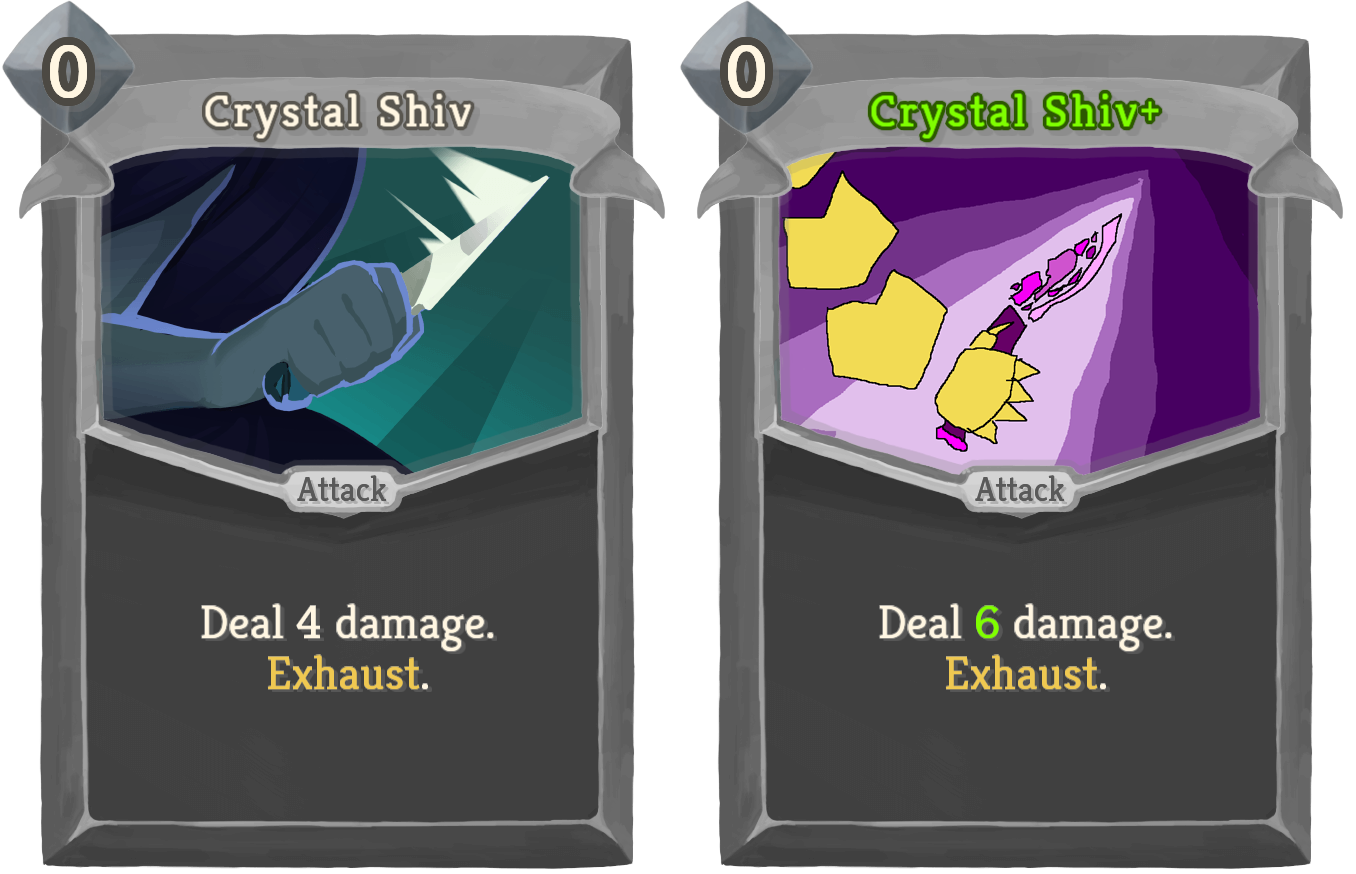 0
Crystal Shiv
Attack
Deal 4 damage.
Exhaust.
0
Crystal Shiv+
Attack
Deal 6 damage.
Exhaust.